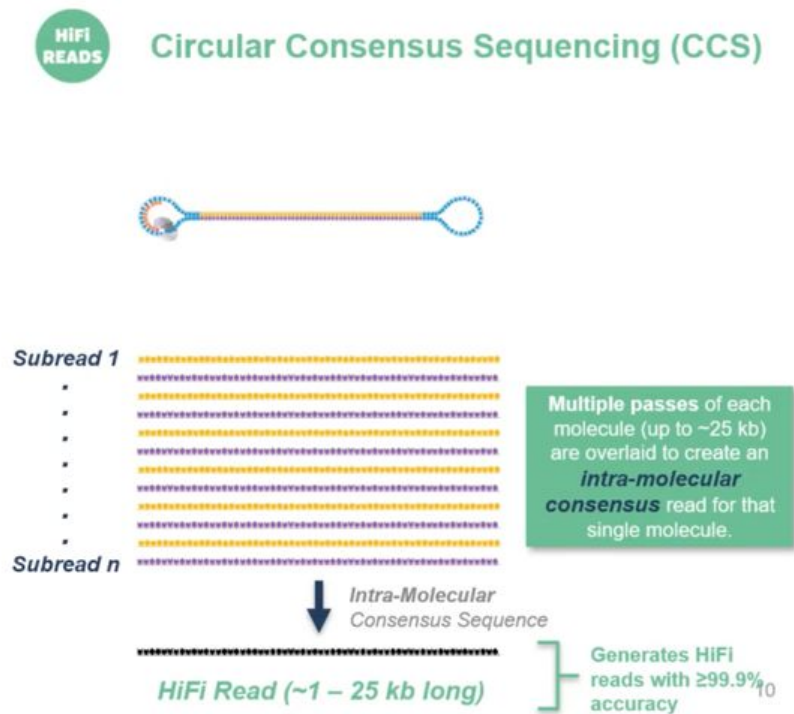 HiFi
READS
Circular Consensus Sequencing (CCS)
Subread 1
.
.
.
.
.
.
.
Subread n
Multiple passes of each
molecule (up to ~25 kb)
are overlaid to create an
intra-molecular
consensus read for that
single molecule.
Intra-Molecular
Consensus Sequence
HiFi Read (~1 – 25 kb long)
Generates HiFi
reads with ≥99.9%
accuracy
10